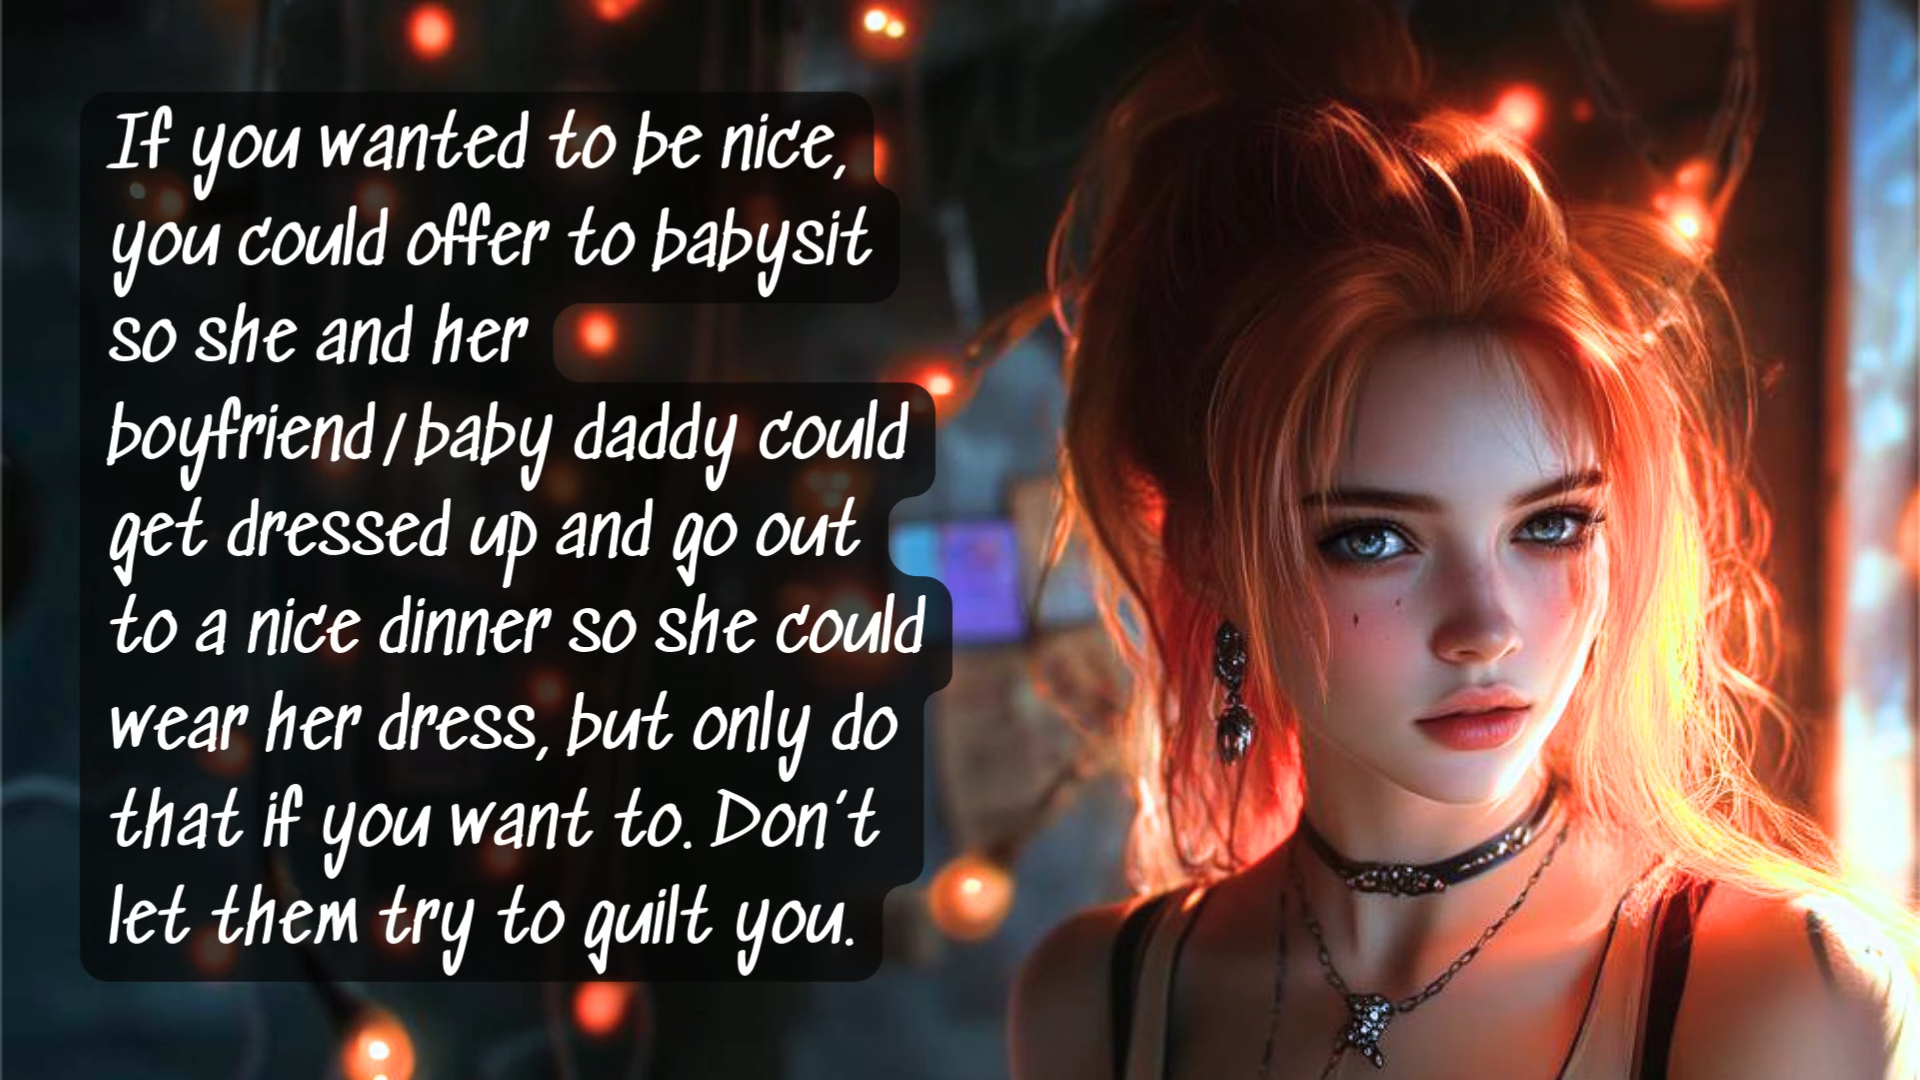 If you wanted to be nice,
you could offer to babysit
so she and her
boyfriend/baby daddy could
get dressed up and go out
to a nice dinner so she could
wear her dress, but only do
that if you want to. Don't
let them try to guilt you.